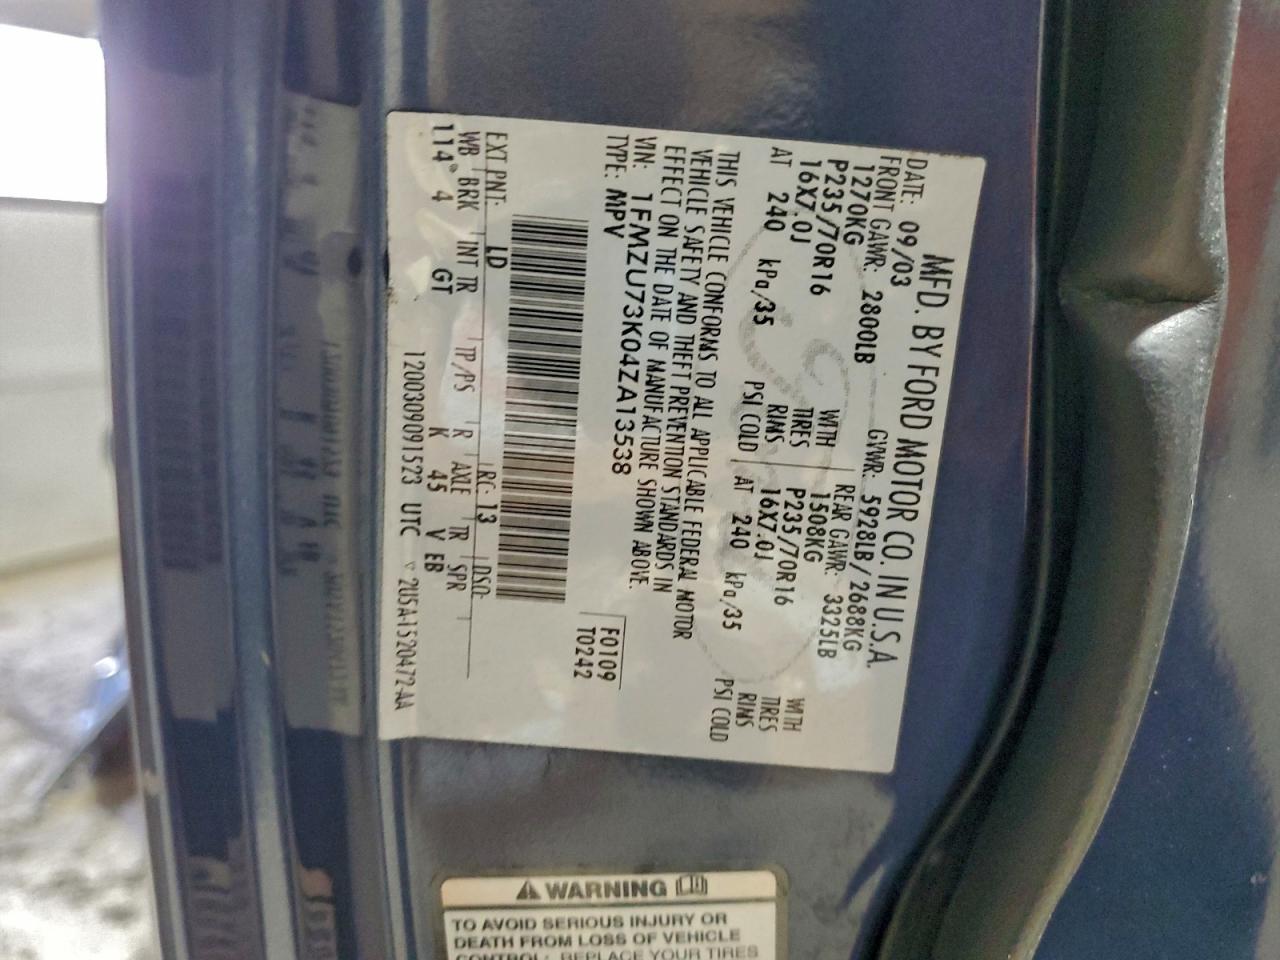 MFD. BY FORD MOTOR CO. IN U.S.A.
DATE: 09/03 GVWR: 5928LB/2688KG
FRONT GAWR: 2800LB REAR GAWR: 3325LB
1270KG WITH 1508KG WITH
P235/70R16 TIRES P235/70R16 TIRES
16X7.0J RIMS 16X7.0J RIMS
AT 240 kPa/35 PSI COLD AT 240 kPa/35 PSI COLD
THIS VEHICLE CONFORMS TO ALL APPLICABLE FEDERAL MOTOR
VEHICLE SAFETY AND THEFT PREVENTION STANDARDS IN
EFFECT ON THE DATE OF MANUFACTURE SHOWN ABOVE.
VIN: 1FMZU73K04ZA13538
TYPE: MPV
F0109
T0242
EXT PNT: LD RC: 13 DSO:
WB BRK INT TR TP/PS R AXLE TR SPR
114" 4 GT K 45 V EB
1200309091523 UTC ▽ 2U5A-1520472-AA
⚠ WARNING
TO AVOID SERIOUS INJURY OR
DEATH FROM LOSS OF VEHICLE
CONTROL: REPLACE YOUR TIRES